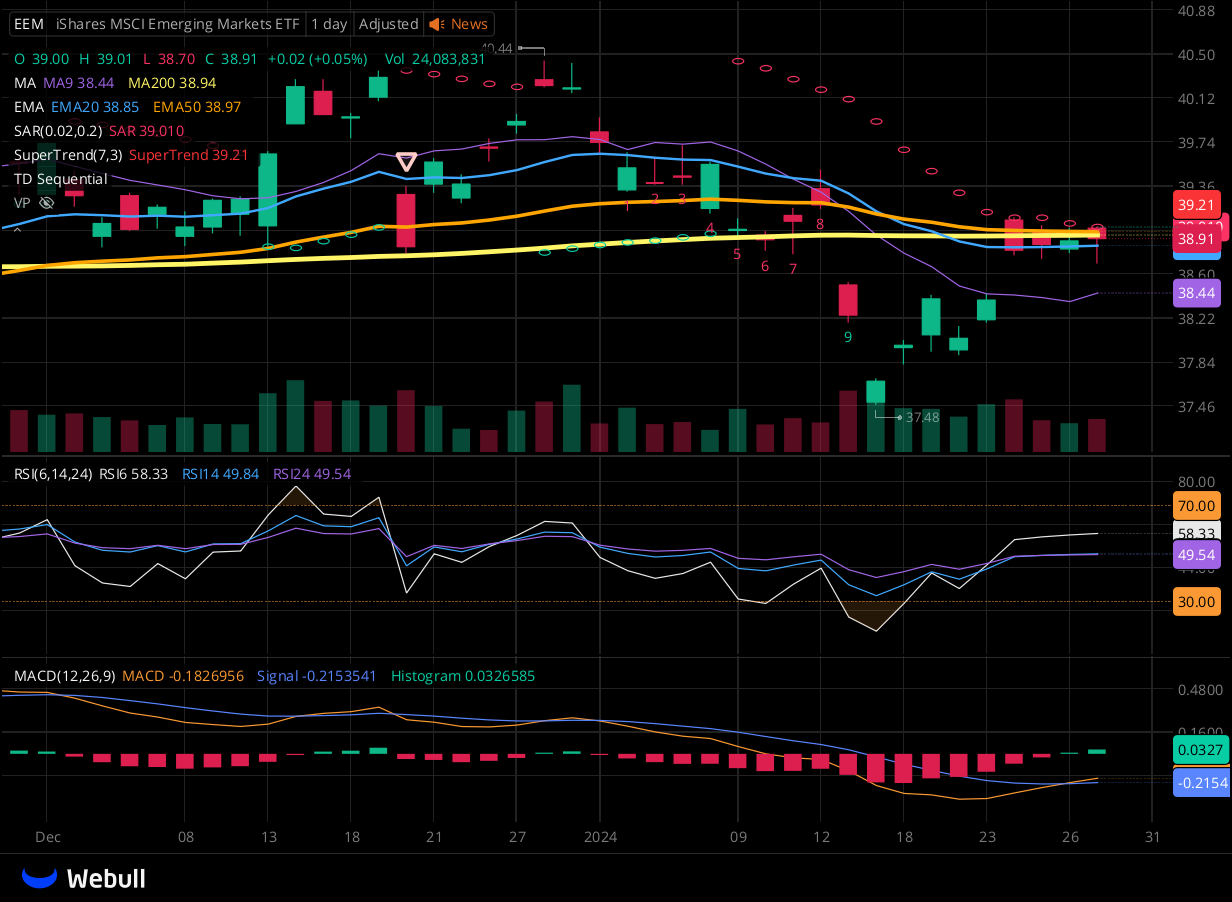 EEM iShares MSCI Emerging Markets ETF 1 day Adjusted News
O 39.00 H 39.01 L 38.70 C 38.91 +0.02 (+0.05%) Vol 24,083,831
MA MA9 38.44 MA200 38.94
EMA EMA20 38.85 EMA50 38.97
SAR(0.02,0.2) SAR 39.010
SuperTrend(7,3) SuperTrend 39.21
TD Sequential
VP
40.88
40.50
40.12
39.74
39.36
39.21
38.91
38.60
38.44
38.22
37.84
37.46
40.44
2
3
4
5
6
7
8
9
37.48
RSI(6,14,24) RSI6 58.33 RSI14 49.84 RSI24 49.54
80.00
70.00
58.33
49.54
30.00
MACD(12,26,9) MACD -0.1826956 Signal -0.2153541 Histogram 0.0326585
0.4800
0.1600
0.0327
-0.2154
Dec 08 13 18 21 27 2024 09 12 18 23 26 31
Webull